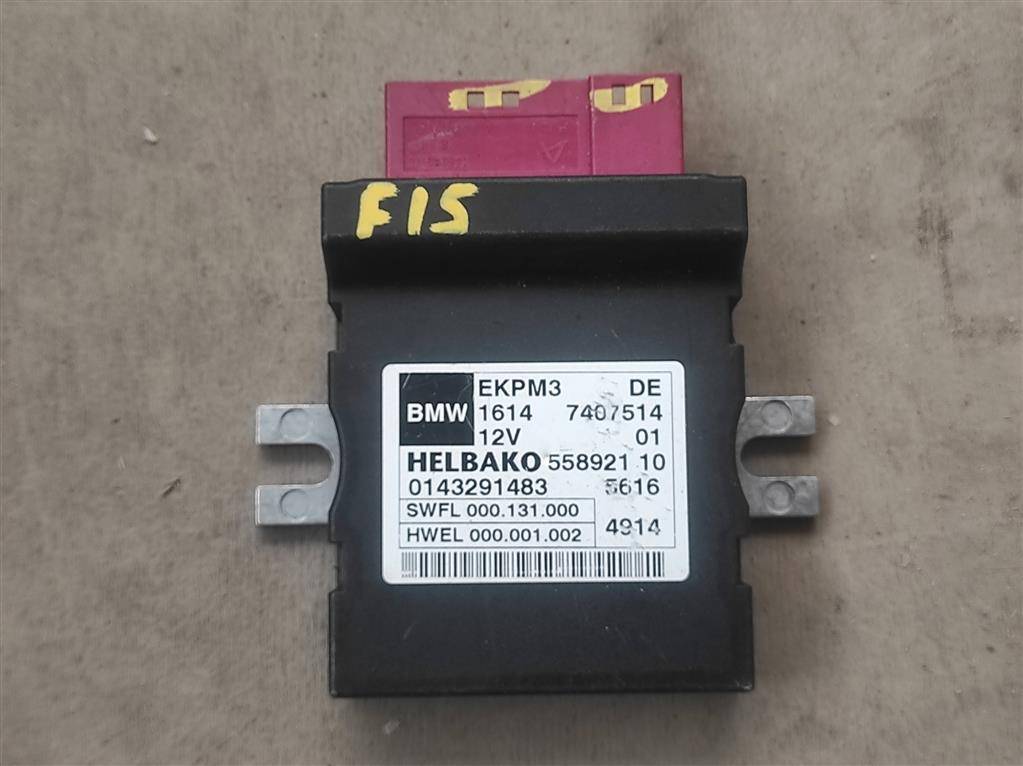 F15
BMW
EKPM3 DE
1614 7407514
12V 01
HELBAKO 558921 10
0143291483 5616
SWFL 000.131.000
HWEL 000.001.002
4914